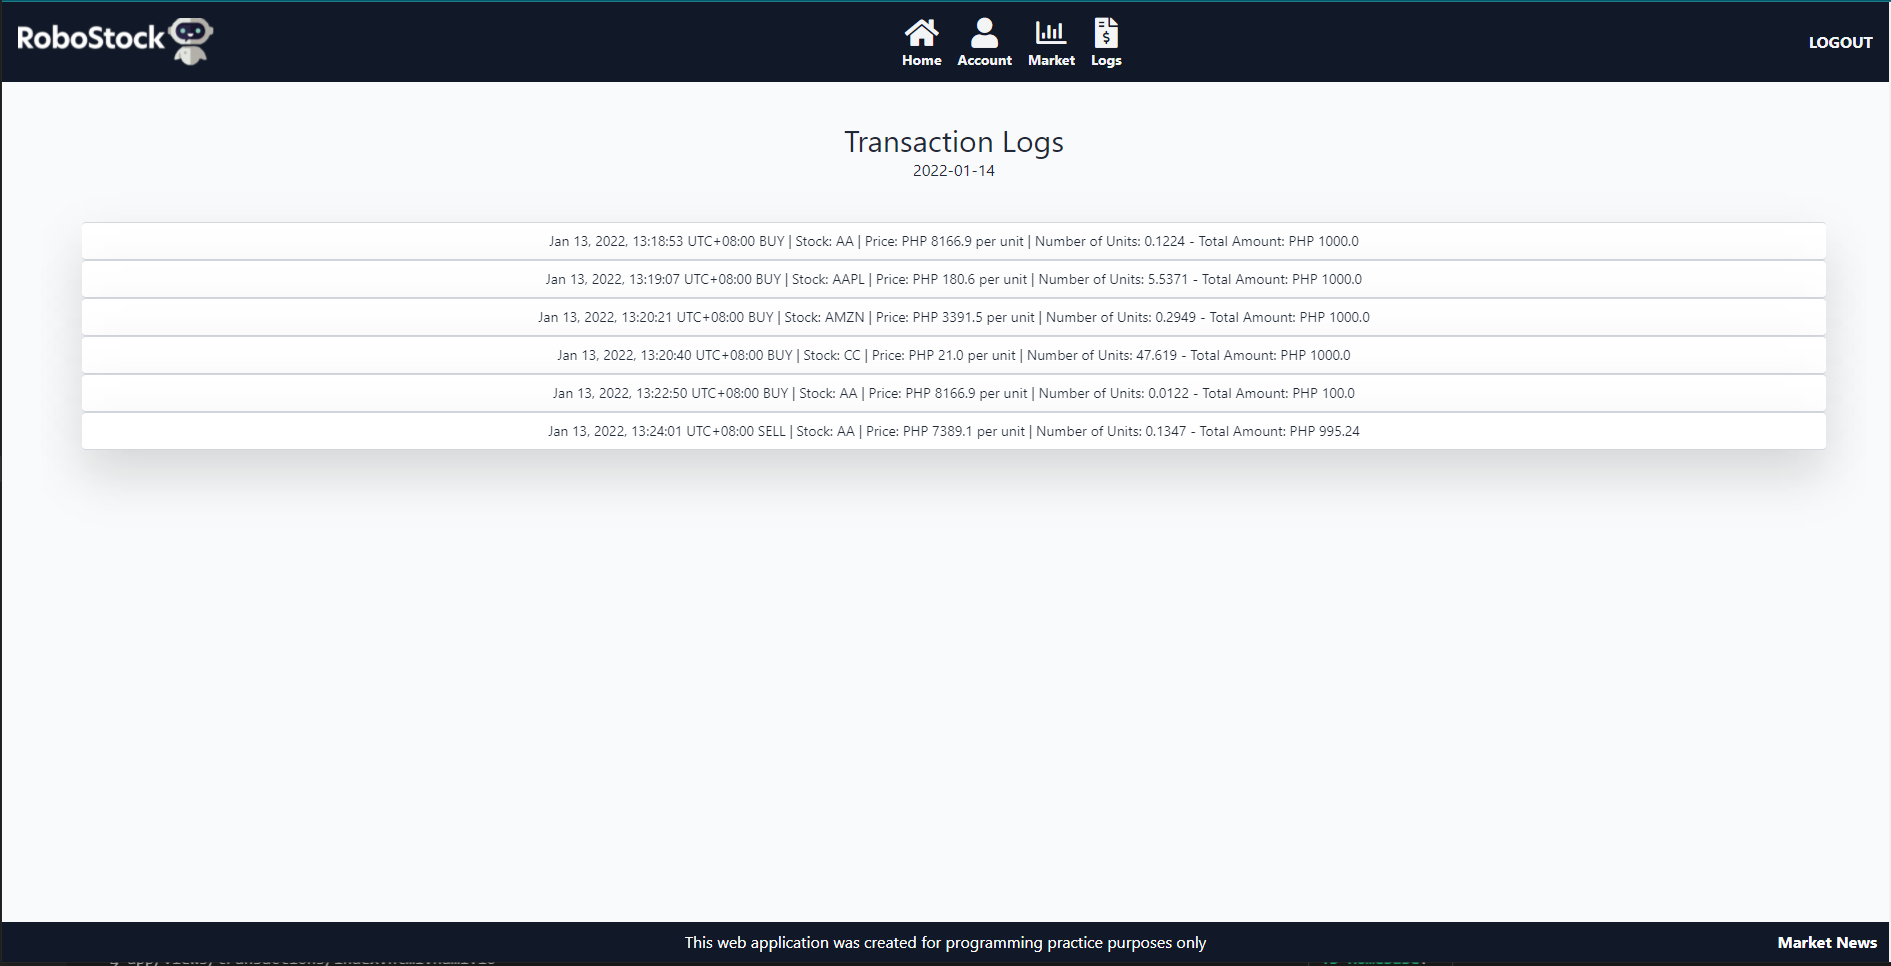 RoboStock
Home Account Market Logs
LOGOUT
Transaction Logs
2022-01-14
Jan 13, 2022, 13:18:53 UTC+08:00 BUY | Stock: AA | Price: PHP 8166.9 per unit | Number of Units: 0.1224 - Total Amount: PHP 1000.0
Jan 13, 2022, 13:19:07 UTC+08:00 BUY | Stock: AAPL | Price: PHP 180.6 per unit | Number of Units: 5.5371 - Total Amount: PHP 1000.0
Jan 13, 2022, 13:20:21 UTC+08:00 BUY | Stock: AMZN | Price: PHP 3391.5 per unit | Number of Units: 0.2949 - Total Amount: PHP 1000.0
Jan 13, 2022, 13:20:40 UTC+08:00 BUY | Stock: CC | Price: PHP 21.0 per unit | Number of Units: 47.619 - Total Amount: PHP 1000.0
Jan 13, 2022, 13:22:50 UTC+08:00 BUY | Stock: AA | Price: PHP 8166.9 per unit | Number of Units: 0.0122 - Total Amount: PHP 100.0
Jan 13, 2022, 13:24:01 UTC+08:00 SELL | Stock: AA | Price: PHP 7389.1 per unit | Number of Units: 0.1347 - Total Amount: PHP 995.24
This web application was created for programming practice purposes only
Market News